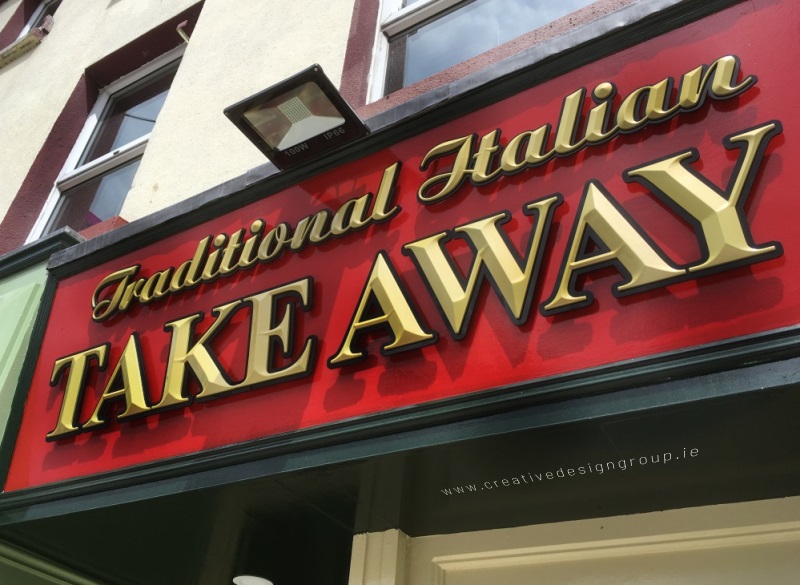 100W IP66
Traditional Italian
TAKE AWAY
www.creativedesigngroup.ie